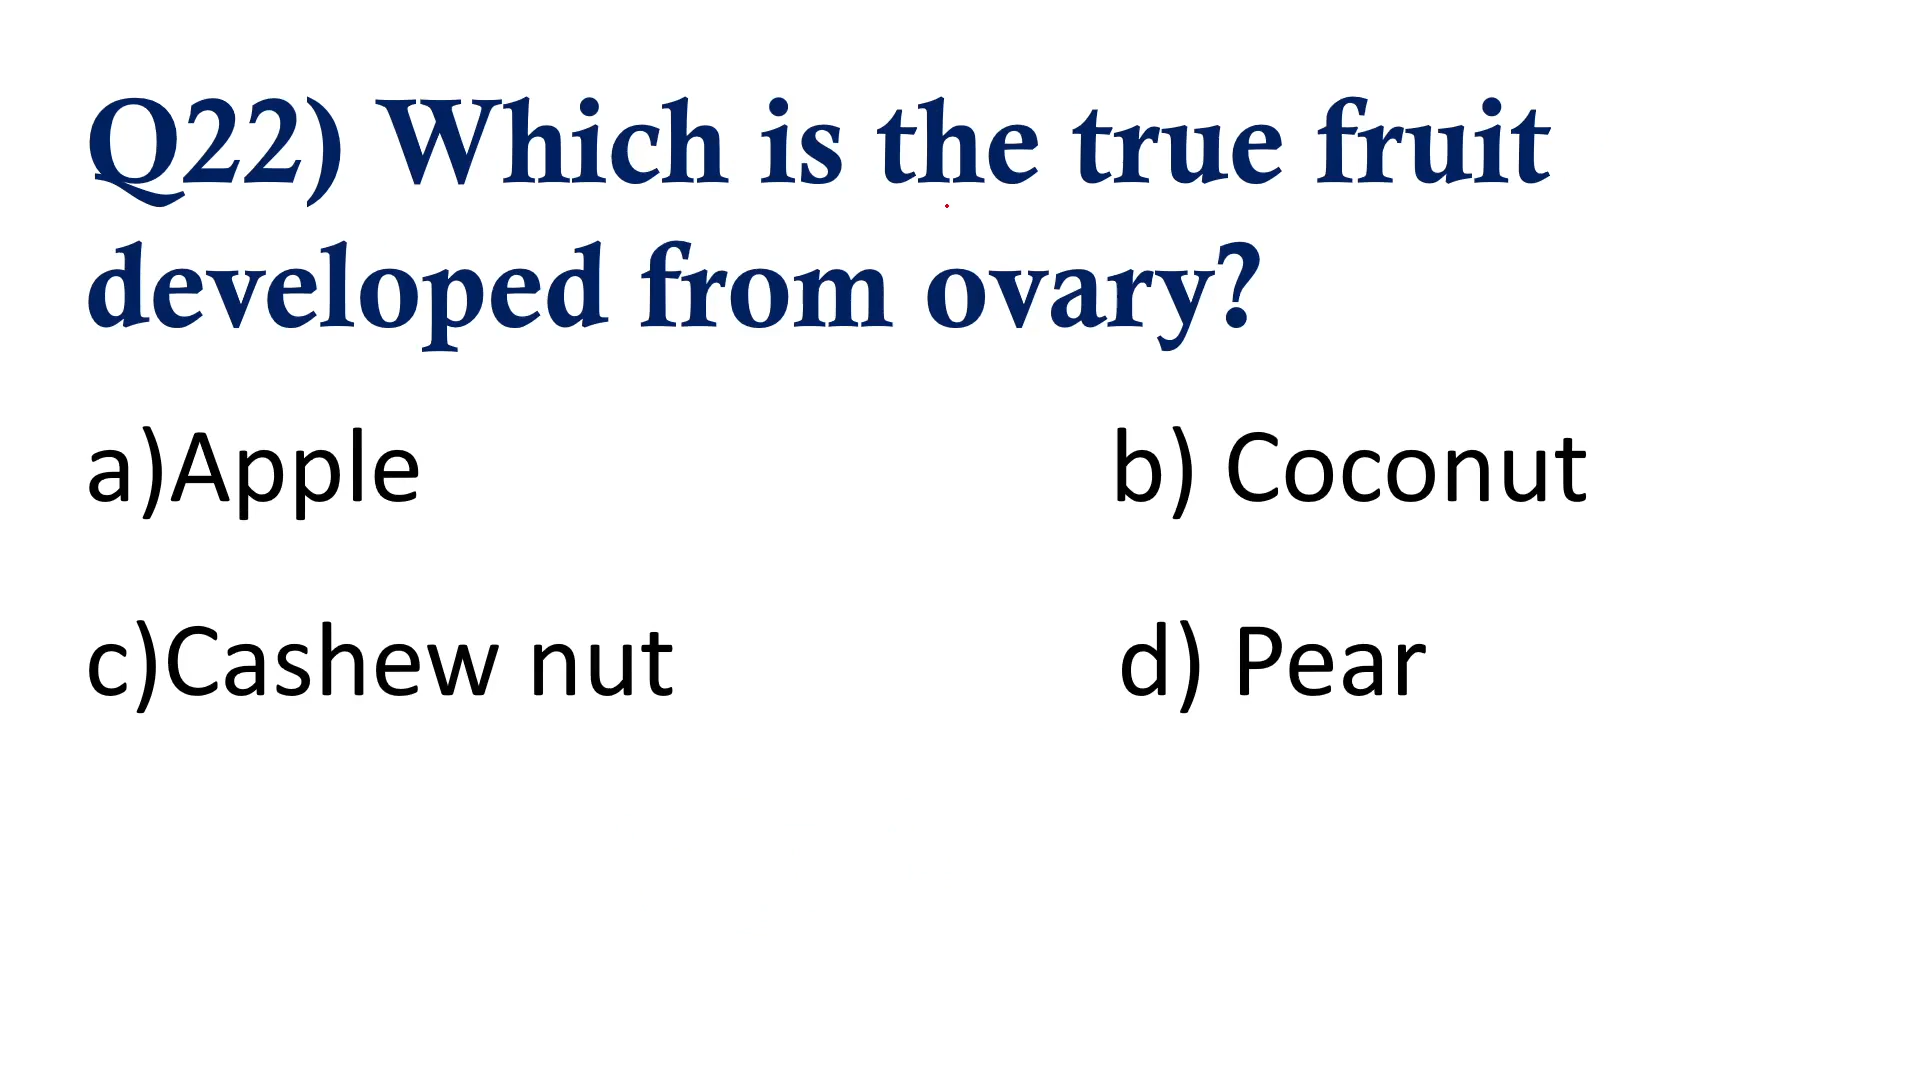 Q22) Which is the true fruit
developed from ovary?
a)Apple b) Coconut
c)Cashew nut d) Pear